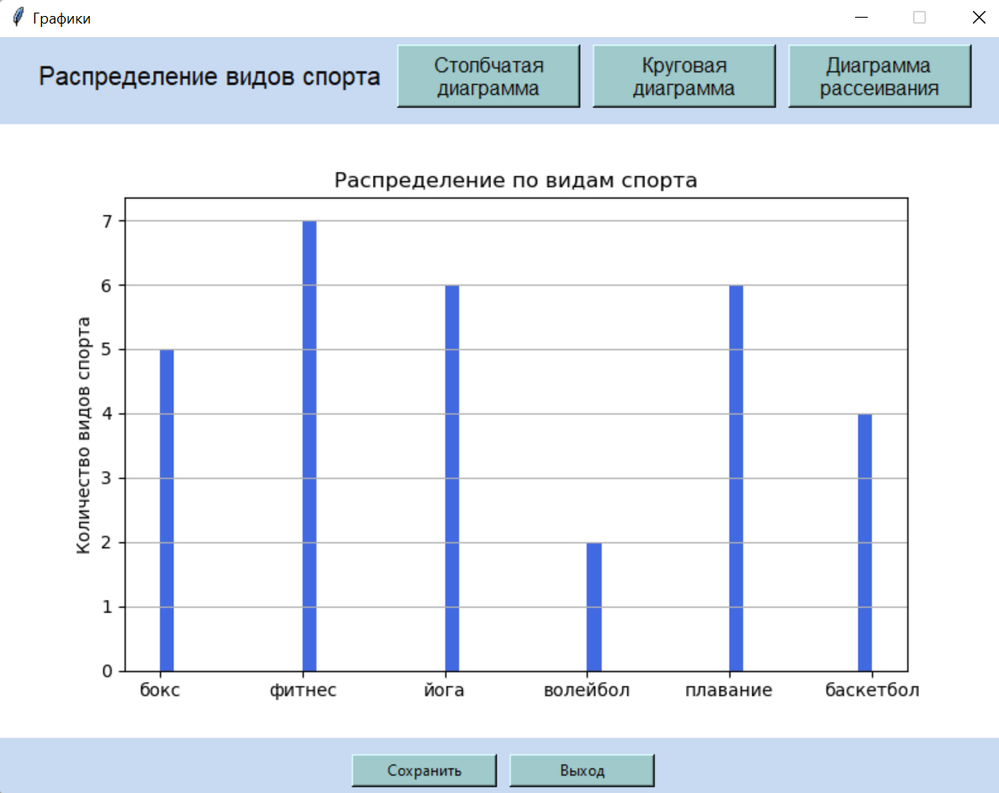 Графики
Распределение видов спорта
Столбчатая
диаграмма
Круговая
диаграмма
Диаграмма
рассеивания
Распределение по видам спорта
Количество видов спорта
7
6
5
4
3
2
1
0
бокс
фитнес
йога
волейбол
плавание
баскетбол
Сохранить
Выход